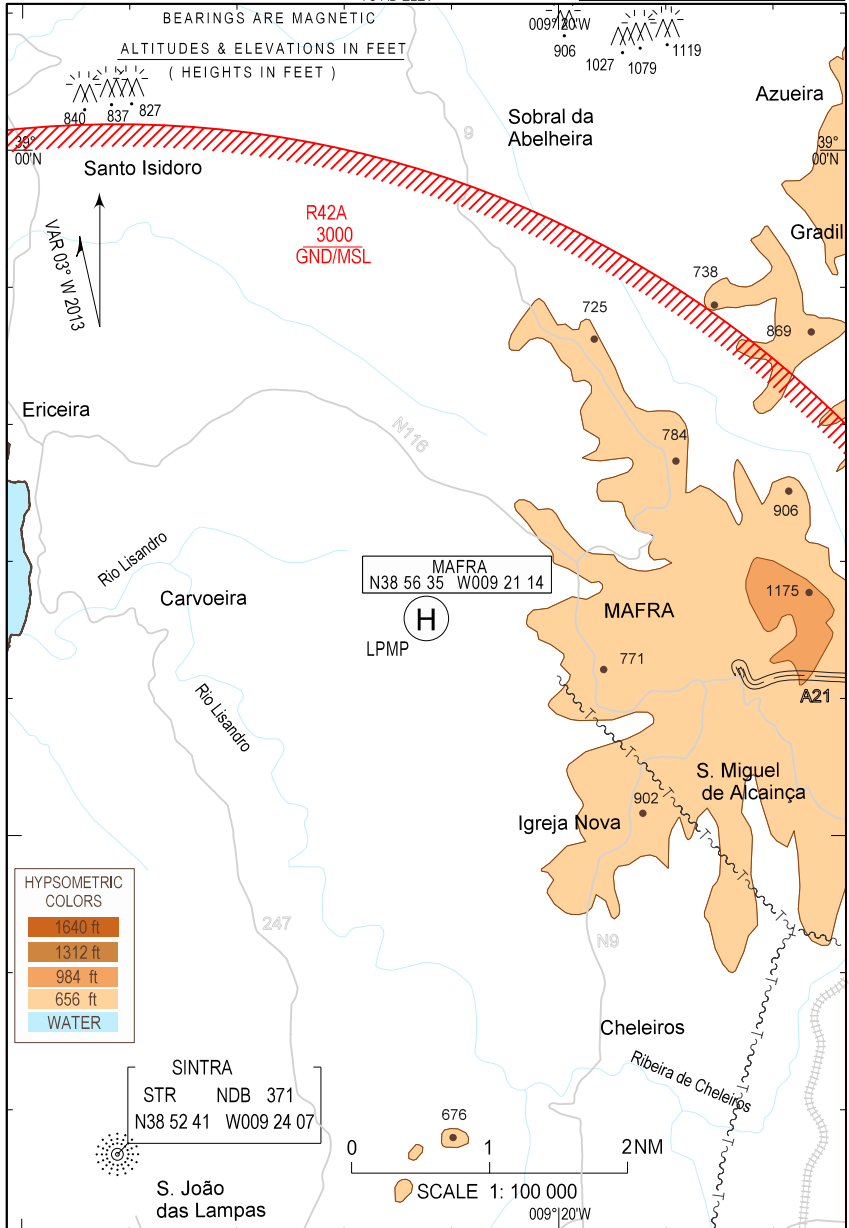 BEARINGS ARE MAGNETIC
ALTITUDES & ELEVATIONS IN FEET
( HEIGHTS IN FEET )
009° 20'W
906
1027
1079
1119
840
837
827
Azueira
Sobral da
Abelheira
9
39°
00'N
39°
00'N
Santo Isidoro
R42A
3000
GND/MSL
VAR 03° W 2013
Gradil
738
725
869
Ericeira
N116
784
906
Rio Lisandro
MAFRA
N38 56 35 W009 21 14
1175
Carvoeira
H
MAFRA
LPMP
771
Rio Lisandro
A21
S. Miguel
de Alcainça
902
Igreja Nova
HYPSOMETRIC
COLORS
1640 ft
1312 ft
984 ft
656 ft
WATER
247
N9
Cheleiros
Ribeira de Cheleiros
SINTRA
STR NDB 371
N38 52 41 W009 24 07
676
0 1 2NM
S. João
das Lampas
SCALE 1: 100 000
009° 20'W